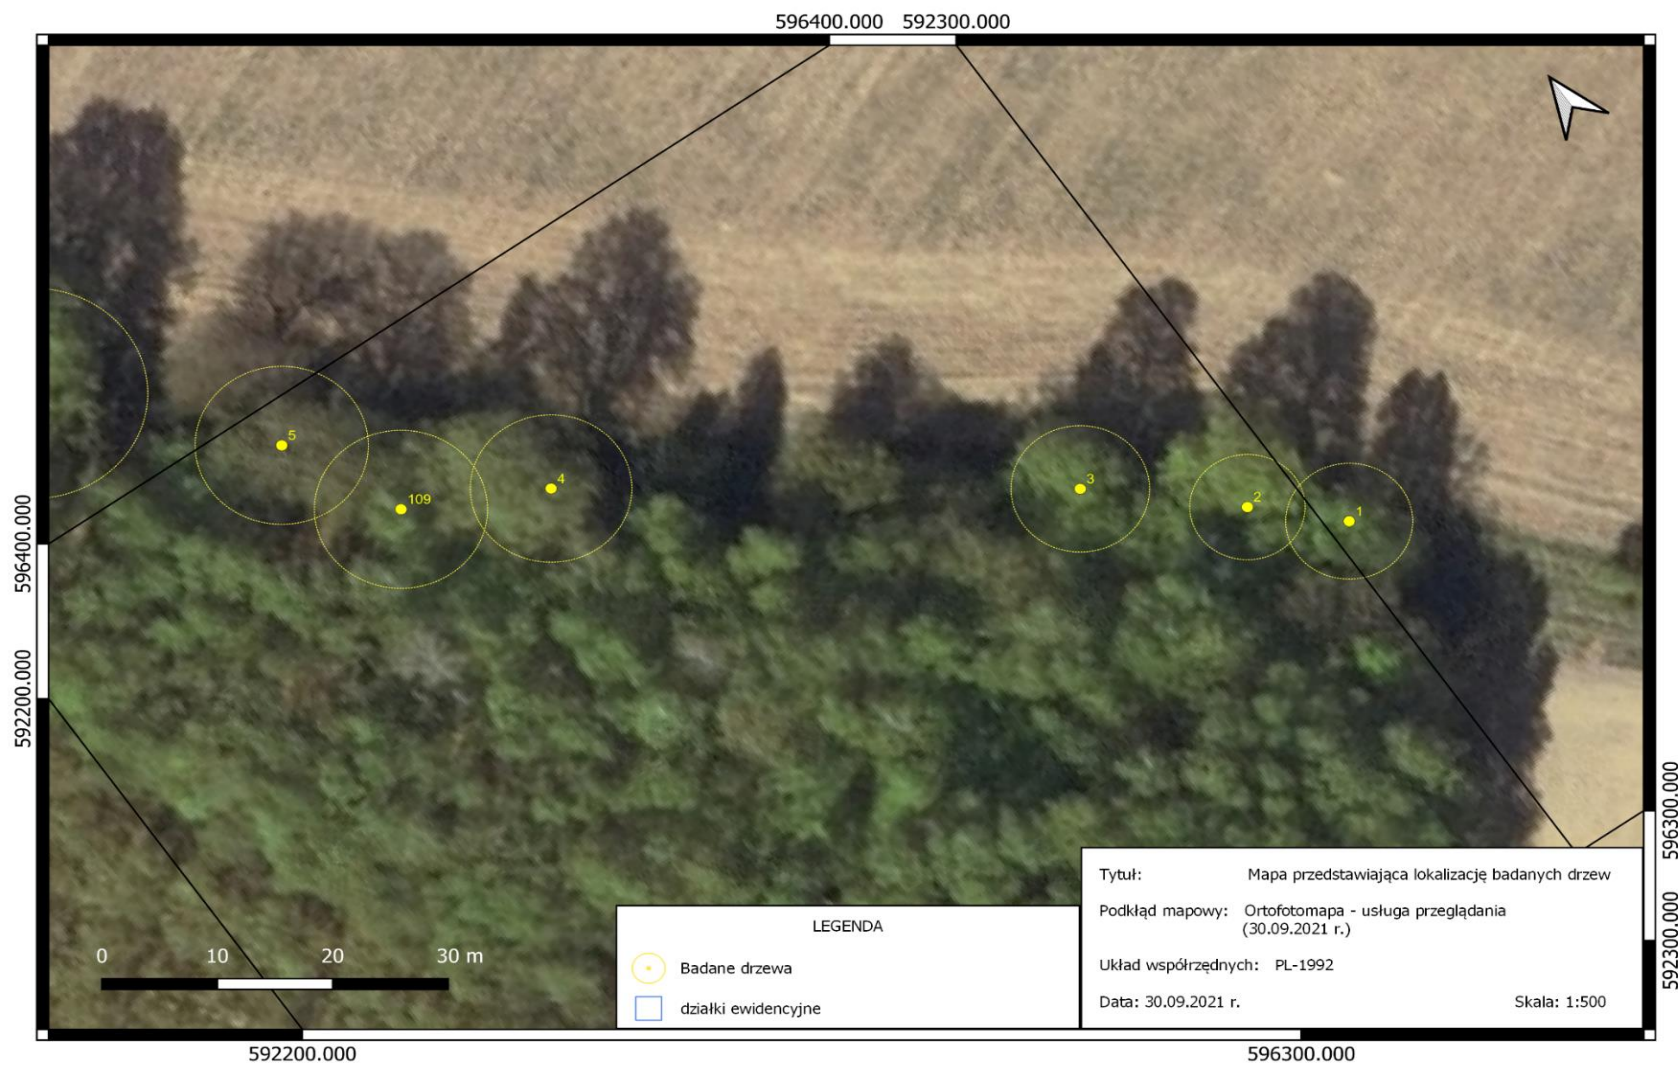 596400.000 592300.000
5
109
4
3
2
1
596400.000
592200.000
596300.000
592300.000
0 10 20 30 m
LEGENDA
Badane drzewa
działki ewidencyjne
Tytuł: Mapa przedstawiająca lokalizację badanych drzew
Podkłąd mapowy: Ortofotomapa - usługa przeglądania
(30.09.2021 r.)
Układ współrzędnych: PL-1992
Data: 30.09.2021 r. Skala: 1:500
592200.000 596300.000